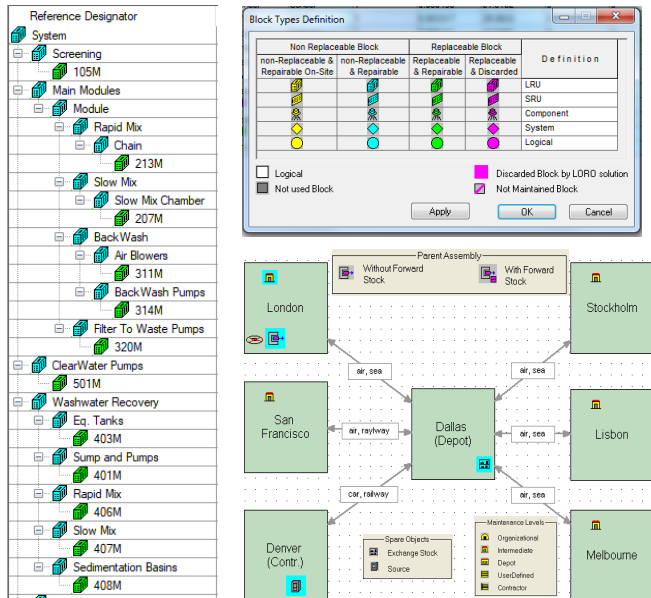 Reference Designator
System
Screening
105M
Main Modules
Module
Rapid Mix
Chain
213M
Slow Mix
Slow Mix Chamber
207M
BackWash
Air Blowers
311M
BackWash Pumps
314M
Filter To Waste Pumps
320M
ClearWater Pumps
501M
Washwater Recovery
Eq. Tanks
403M
Sump and Pumps
401M
Rapid Mix
406M
Slow Mix
407M
Sedimentation Basins
408M
Block Types Definition
Non Replaceable Block
Replaceable Block
Definition
non-Replaceable &
Repairable On-Site
non-Replaceable
& Repairable
Replaceable
& Repairable
Replaceable
& Discarded
LRU
SRU
Component
System
Logical
Logical
Not used Block
Discarded Block by LORO solution
Not Maintained Block
Apply
OK
Cancel
Parent Assembly
Without Forward
Stock
With Forward
Stock
London
Stockholm
air, sea
air, sea
San
Francisco
air, raylway
Dallas
(Depot)
air, sea
Lisbon
car, railway
air, sea
Denver
(Contr.)
Spare Objects
Exchange Stock
Source
Maintenance Levels
Organizational
Intermediate
Depot
UserDefined
Contractor
Melbourne